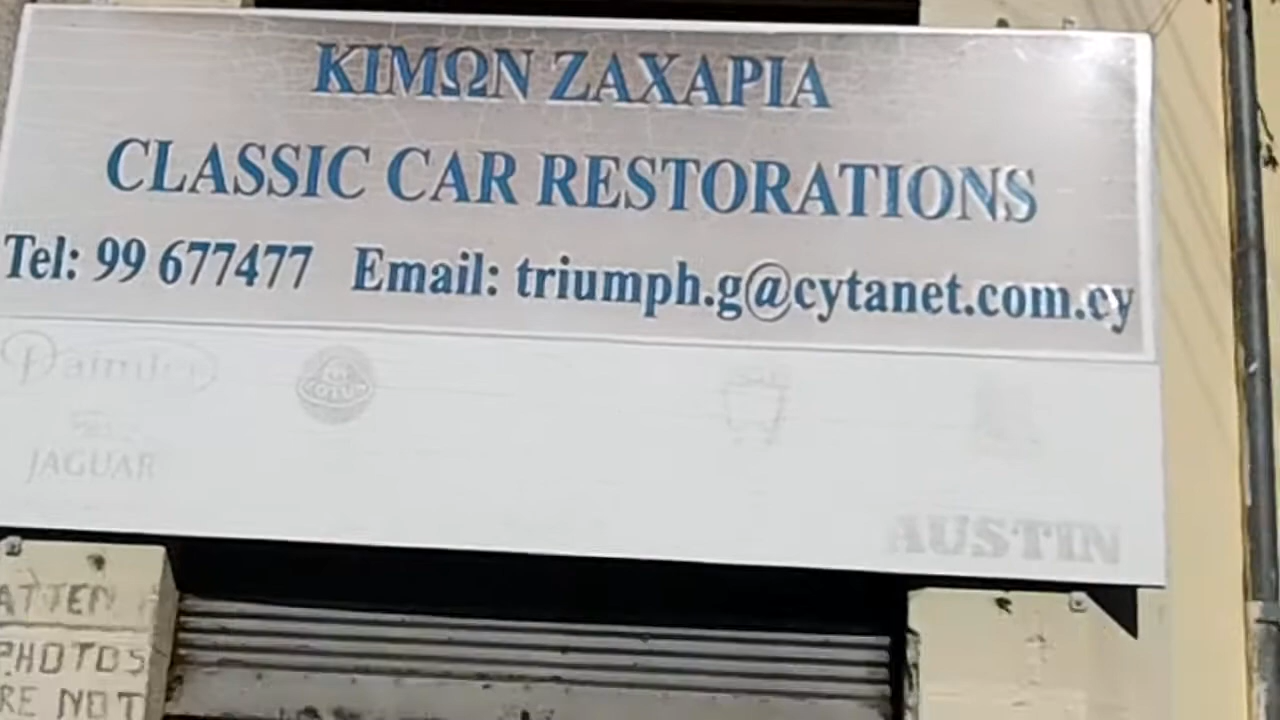 ΚΙΜΩΝ ΖΑΧΑΡΙΑ
CLASSIC CAR RESTORATIONS
Tel: 99 677477 Email: triumph.g@cytanet.com.cy
Daimler
LOTUS
JAGUAR
AUSTIN
ATTEN
PHOTOS
RE NOT